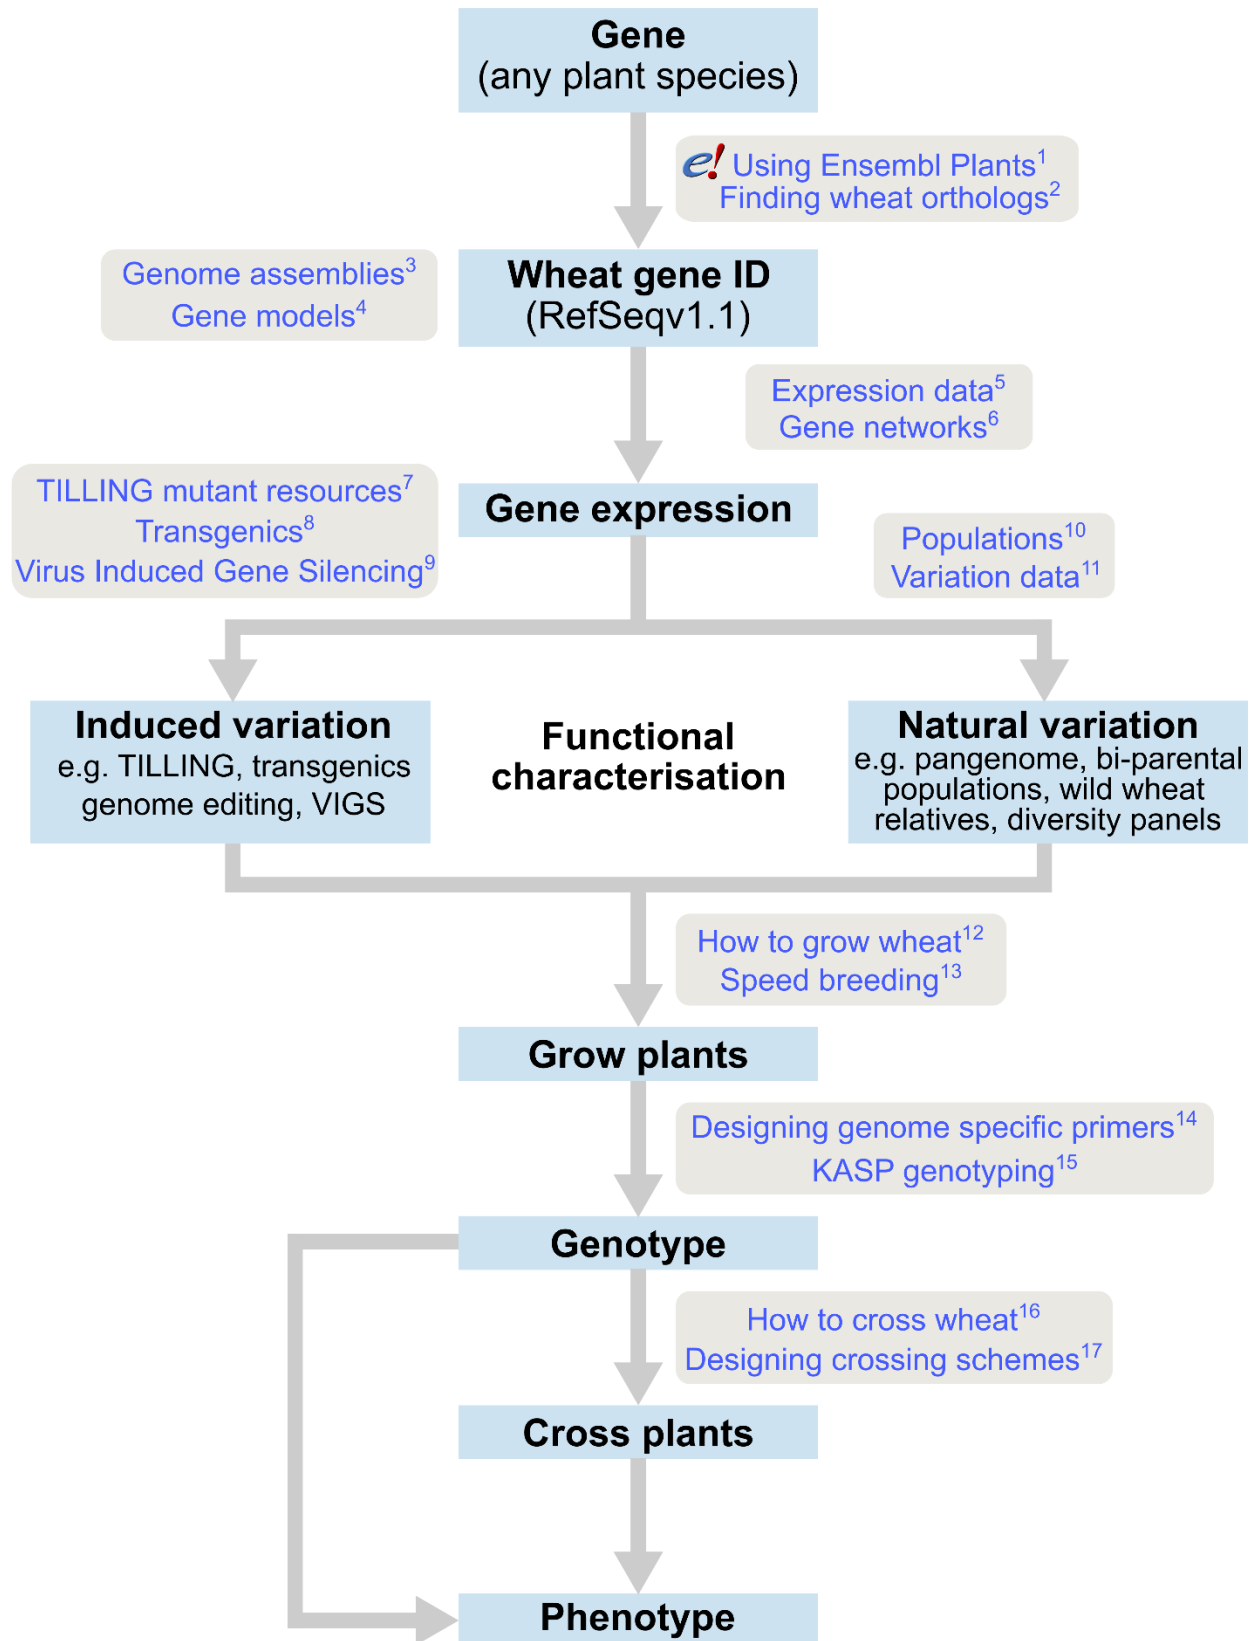 Gene
(any plant species)
e! Using Ensembl Plants1
Finding wheat orthologs2
Genome assemblies3
Gene models4
Wheat gene ID
(RefSeqv1.1)
Expression data5
Gene networks6
TILLING mutant resources7
Transgenics8
Virus Induced Gene Silencing9
Gene expression
Populations10
Variation data11
Induced variation
e.g. TILLING, transgenics
genome editing, VIGS
Functional
characterisation
Natural variation
e.g. pangenome, bi-parental
populations, wild wheat
relatives, diversity panels
How to grow wheat12
Speed breeding13
Grow plants
Designing genome specific primers14
KASP genotyping15
Genotype
How to cross wheat16
Designing crossing schemes17
Cross plants
Phenotype